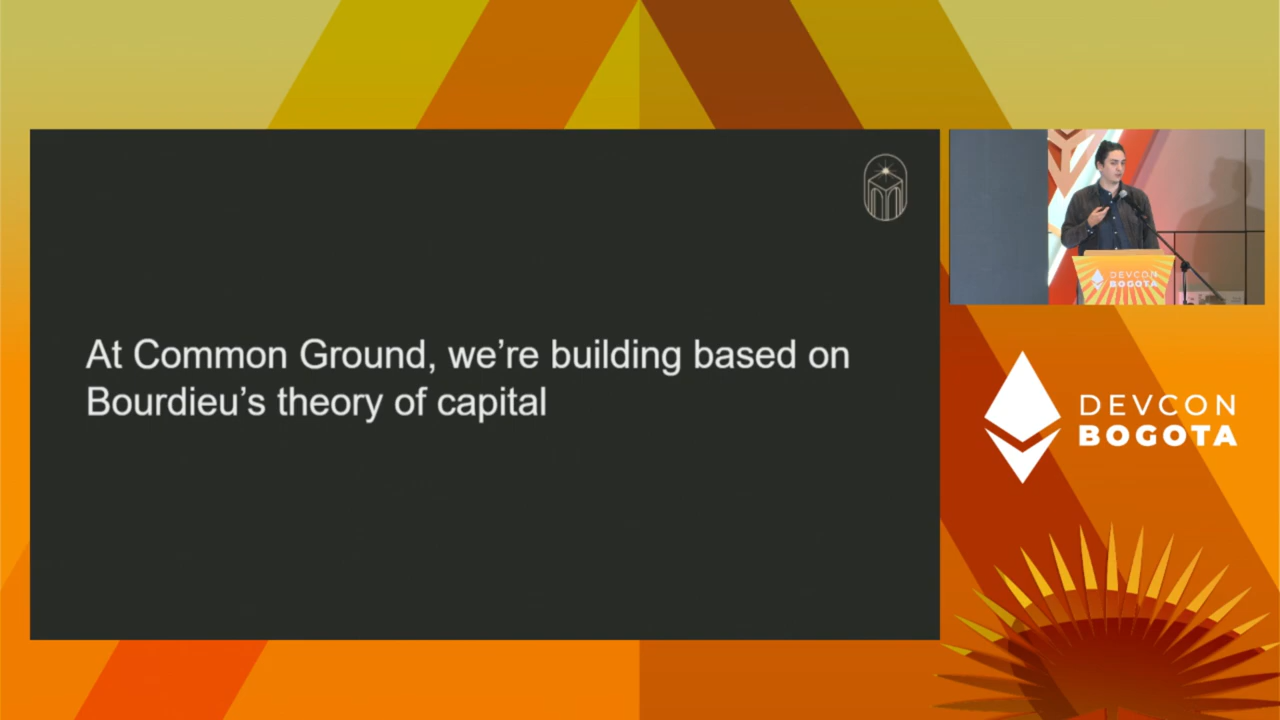 At Common Ground, we’re building based on
Bourdieu’s theory of capital
DEVCON
BOGOTA
DEVCON
BOGOTA